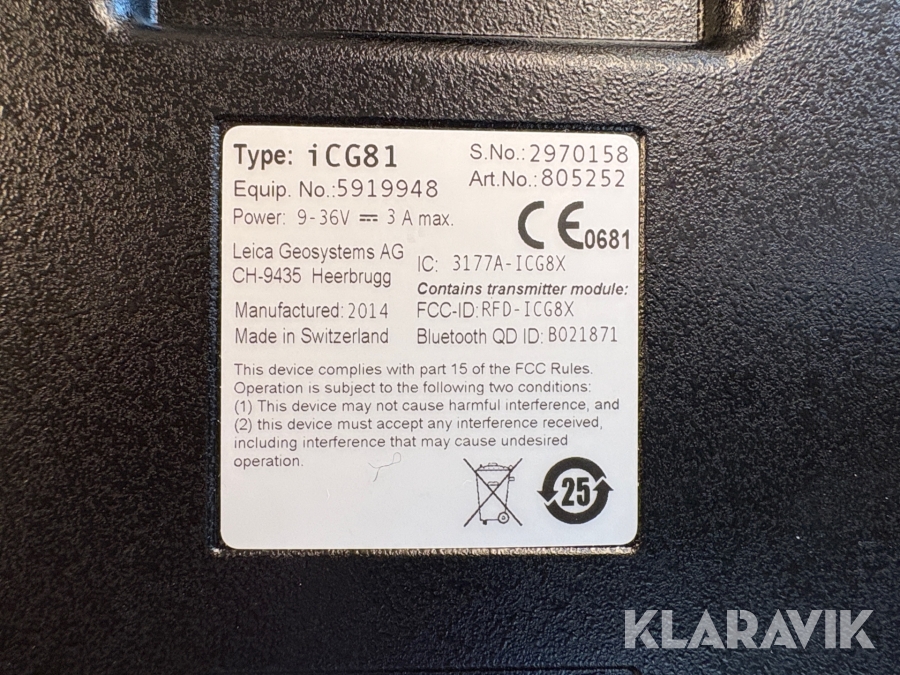 Type: iCG81
S.No.:2970158
Equip. No.:5919948
Art.No.:805252
Power: 9-36V ⎓ 3 A max.
CE0681
Leica Geosystems AG
CH-9435 Heerbrugg
IC: 3177A-ICG8X
Contains transmitter module:
Manufactured: 2014
FCC-ID:RFD-ICG8X
Made in Switzerland
Bluetooth QD ID: B021871
This device complies with part 15 of the FCC Rules.
Operation is subject to the following two conditions:
(1) This device may not cause harmful interference, and
(2) this device must accept any interference received,
including interference that may cause undesired
operation.
25
KLARAVIK